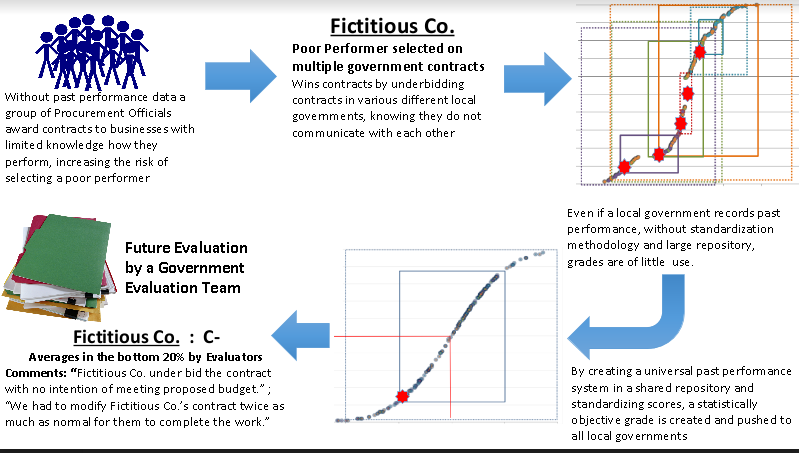 Without past performance data a
group of Procurement Officials
award contracts to businesses with
limited knowledge how they
perform, increasing the risk of
selecting a poor performer
Fictitious Co.
Poor Performer selected on
multiple government contracts
Wins contracts by underbidding
contracts in various different local
governments, knowing they do not
communicate with each other
Even if a local government records past
performance, without standardization
methodology and large repository,
grades are of little use.
By creating a universal past performance
system in a shared repository and
standardizing scores, a statistically
objective grade is created and pushed to
all local governments
Future Evaluation
by a Government
Evaluation Team
Fictitious Co. : C-
Averages in the bottom 20% by Evaluators
Comments: “Fictitious Co. under bid the contract
with no intention of meeting proposed budget.” ;
“We had to modify Fictitious Co.’s contract twice as
much as normal for them to complete the work.”